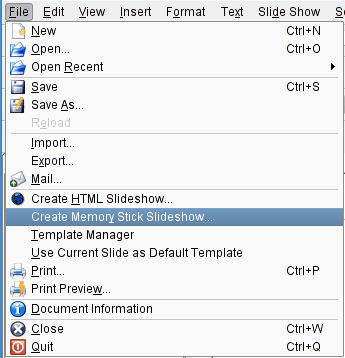 File Edit View Insert Format Text Slide Show
New Ctrl+N
Open... Ctrl+O
Open Recent
Save Ctrl+S
Save As...
Reload
Import...
Export...
Mail...
Create HTML Slideshow...
Create Memory Stick Slideshow...
Template Manager
Use Current Slide as Default Template
Print... Ctrl+P
Print Preview...
Document Information
Close Ctrl+W
Quit Ctrl+Q